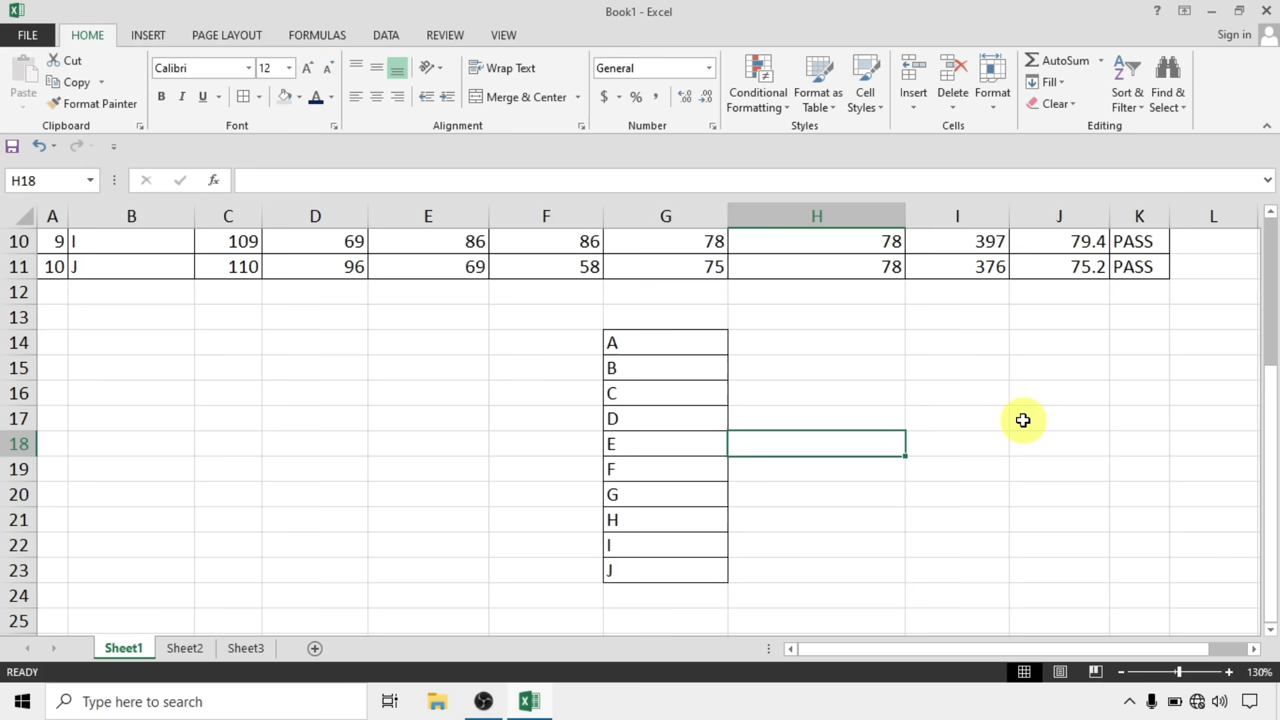 Book1 - Excel
?
FILE HOME INSERT PAGE LAYOUT FORMULAS DATA REVIEW VIEW Sign in
Paste Cut Copy Format Painter
Clipboard
Calibri 12 A A
B I U A
Font
Wrap Text
Merge & Center
Alignment
General
$ % ,
Number
Conditional Formatting Format as Table Cell Styles
Styles
Insert Delete Format
Cells
AutoSum Fill Clear Sort & Filter Find & Select
Editing
H18 fx
A B C D E F G H I J K L
10 9 I 109 69 86 86 78 78 397 79.4 PASS
11 10 J 110 96 69 58 75 78 376 75.2 PASS
12
13
14 A
15 B
16 C
17 D
18 E
19 F
20 G
21 H
22 I
23 J
24
25
Sheet1 Sheet2 Sheet3
READY 130%
Type here to search